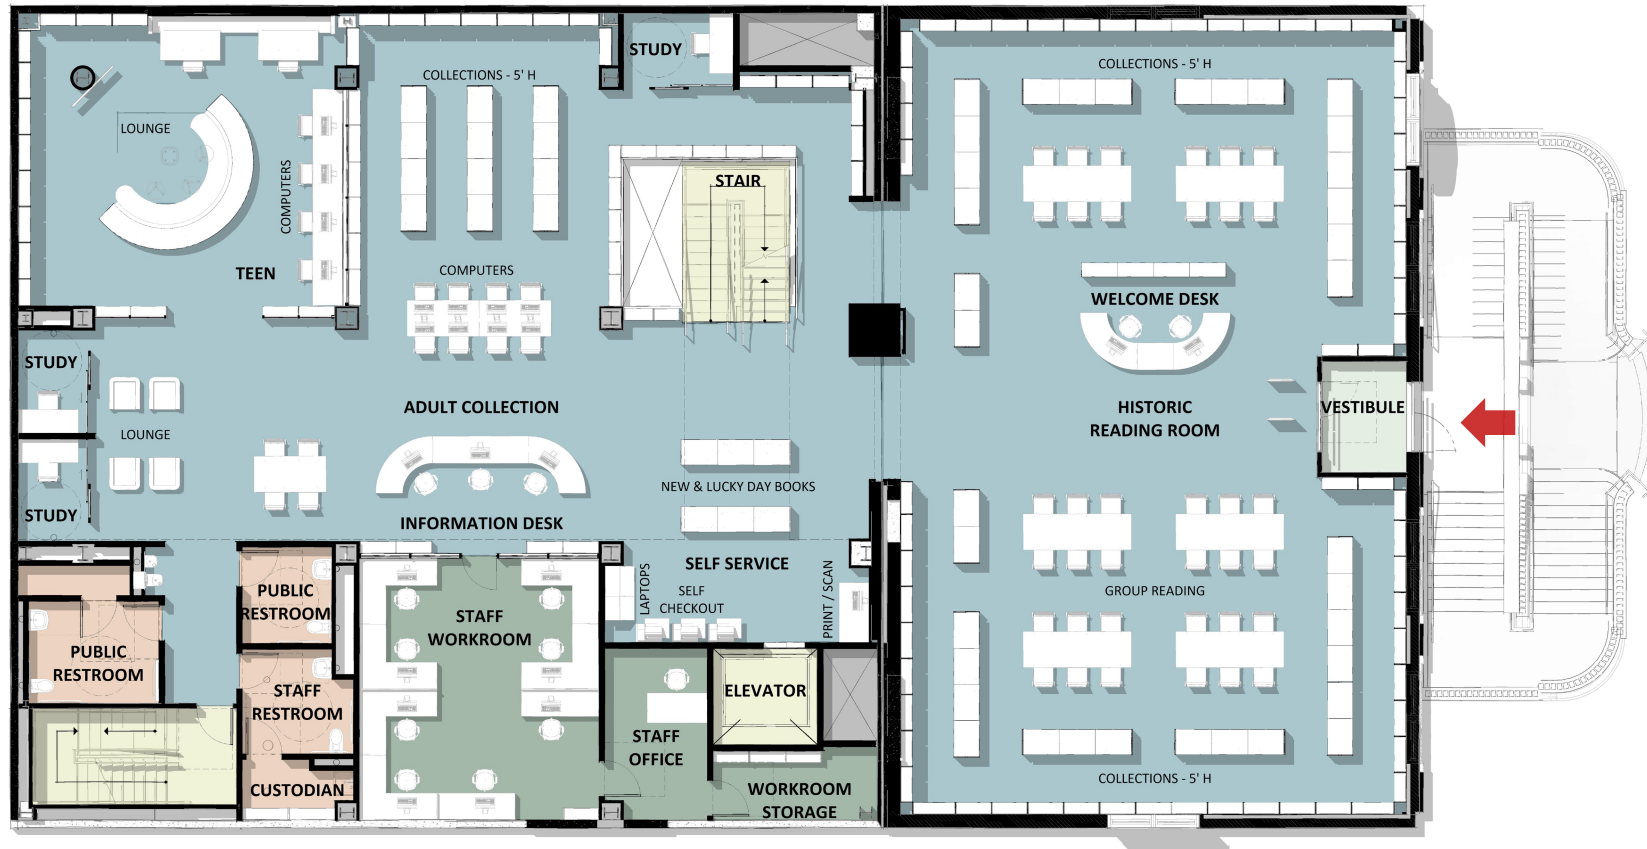 STUDY
COLLECTIONS - 5' H
COLLECTIONS - 5' H
LOUNGE
COMPUTERS
STAIR
TEEN
COMPUTERS
WELCOME DESK
STUDY
ADULT COLLECTION
HISTORIC
READING ROOM
VESTIBULE
LOUNGE
NEW & LUCKY DAY BOOKS
STUDY
INFORMATION DESK
SELF SERVICE
LAPTOPS
SELF
CHECKOUT
PRINT / SCAN
PUBLIC
RESTROOM
STAFF
WORKROOM
GROUP READING
PUBLIC
RESTROOM
STAFF
RESTROOM
ELEVATOR
STAFF
OFFICE
CUSTODIAN
WORKROOM
STORAGE
COLLECTIONS - 5' H